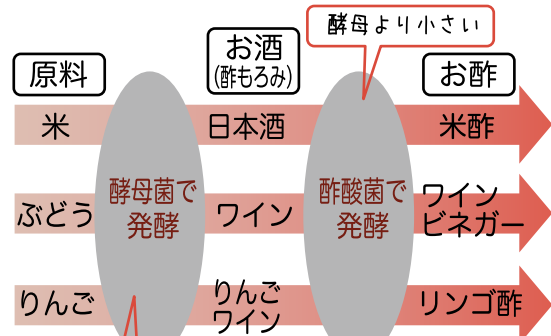 酵母より小さい
原料
お酒
(酢もろみ)
お酢
米
日本酒
米酢
酵母菌で
発酵
酢酸菌で
発酵
ぶどう
ワイン
ワイン
ビネガー
りんご
りんご
ワイン
リンゴ酢